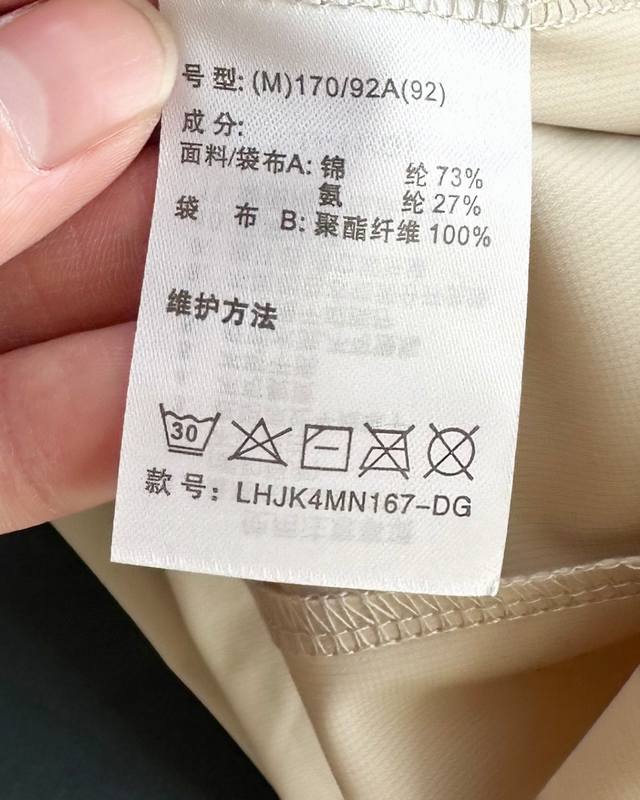 号型: (M)170/92A(92)
成分:
面料/袋布A: 锦 纶 73%
氨 纶 27%
袋 布 B: 聚酯纤维 100%
维护方法
30
款号: LHJK4MN167-DG